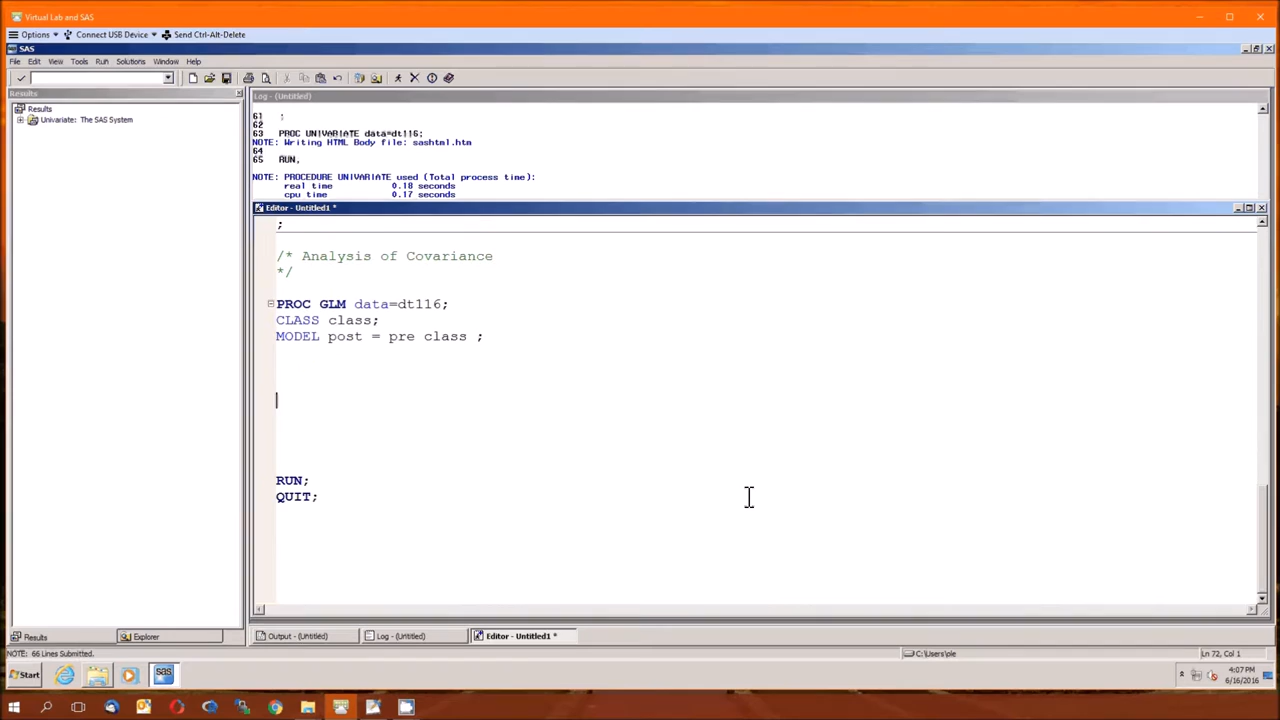 Virtual Lab and SAS
Options Connect USB Device Send Ctrl-Alt-Delete
SAS
File Edit View Tools Run Solutions Window Help
Results
Results
Univariate: The SAS System
Log - (Untitled)
61 ;
62
63 PROC UNIVARIATE data=dt116;
NOTE: Writing HTML Body file: sashtml.htm
64
65 RUN;
NOTE: PROCEDURE UNIVARIATE used (Total process time):
real time 0.18 seconds
cpu time 0.17 seconds
Editor - Untitled1 *
;
/* Analysis of Covariance
*/
PROC GLM data=dt116;
CLASS class;
MODEL post = pre class ;
RUN;
QUIT;
Results Explorer
Output - (Untitled) Log - (Untitled) Editor - Untitled1 *
NOTE: 66 Lines Submitted.
C:\Users\ple
Ln 72, Col 1
Start
sas
4:07 PM
6/16/2016